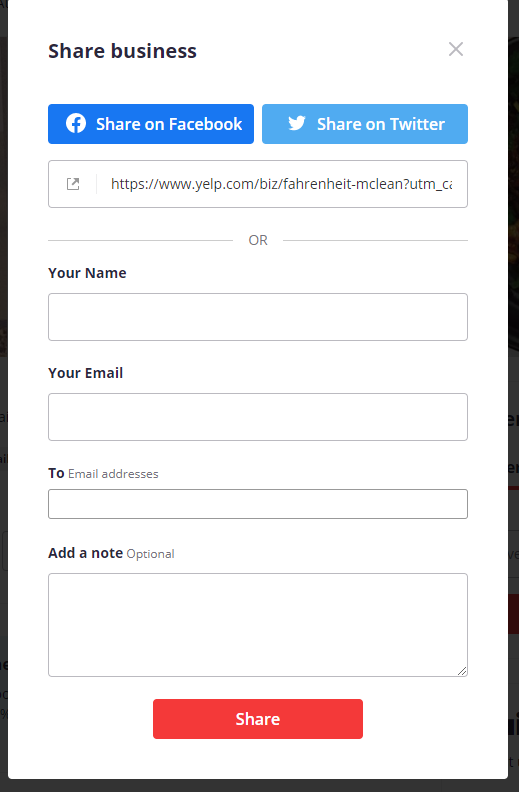 Share business
Share on Facebook
Share on Twitter
https://www.yelp.com/biz/fahrenheit-mclean?utm_ca
OR
Your Name
Your Email
To Email addresses
Add a note Optional
Share